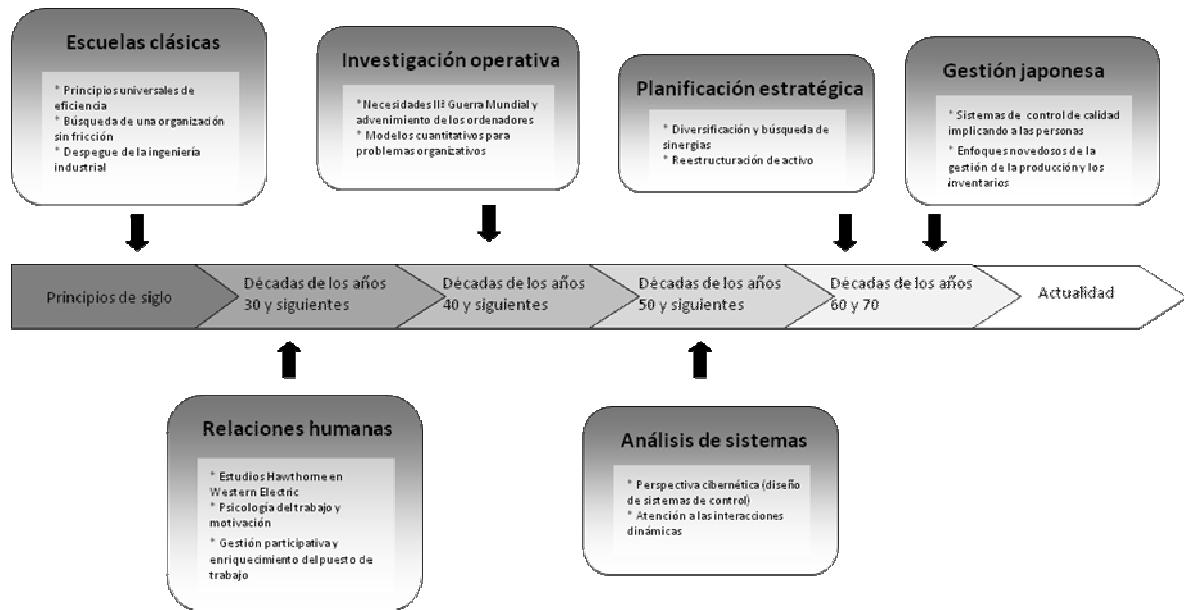 Escuelas clásicas
* Principios universales de
eficiencia
* Búsqueda de una organización
sin fricción
* Despegue de la ingeniería
industrial
Investigación operativa
*Necesidades IIª Guerra Mundial y
advenimiento de los ordenadores
* Modelos cuantitativos para
problemas organizativos
Planificación estratégica
* Diversificación y búsqueda de
sinergias
* Reestructuración de activo
Gestión japonesa
* Sistemas de control de calidad
implicando a las personas
* Enfoques novedosos de la
gestión de la producción y los
inventarios
Principios de siglo
Décadas de los años
30 y siguientes
Décadas de los años
40 y siguientes
Décadas de los años
50 y siguientes
Décadas de los años
60 y 70
Actualidad
Relaciones humanas
* Estudios Hawthorne en
Western Electric
* Psicología del trabajo y
motivación
* Gestión participativa y
enriquecimiento del puesto de
trabajo
Análisis de sistemas
* Perspectiva cibernética (diseño
de sistemas de control)
* Atención a las interacciones
dinámicas